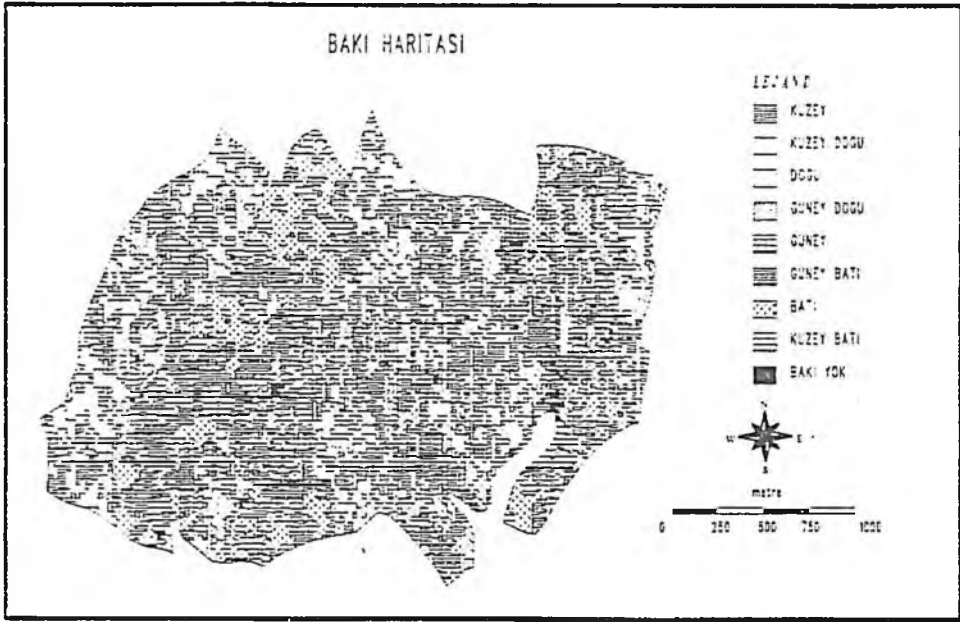 BAKI HARITASI
LEJAND
KUZEY
KUZEY DOGU
DOGU
GUNEY DOGU
GUNEY
GUNEY BATI
BATI
KUZEY BATI
BAKI YOK
N
W E
S
metre
0 250 500 750 1000